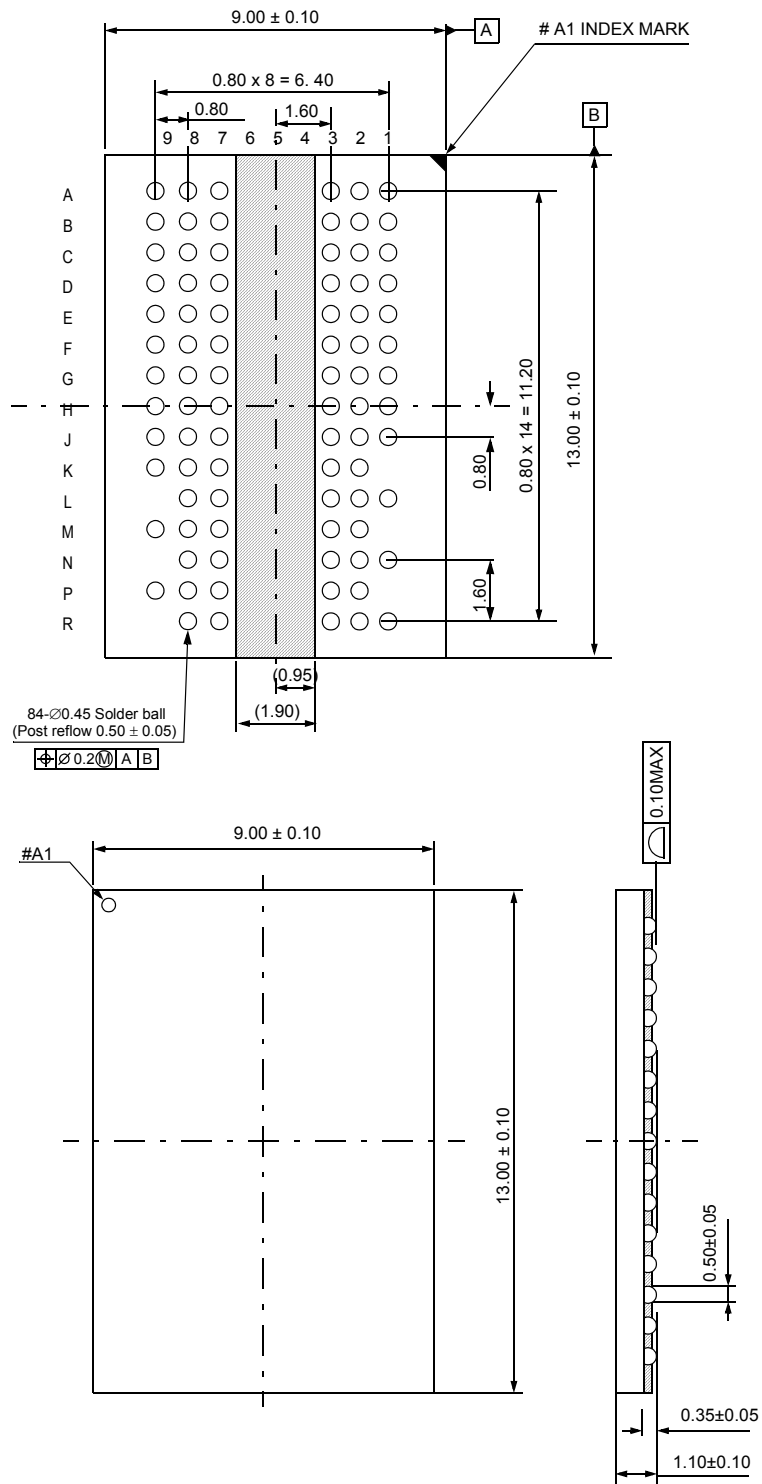 9.00 ± 0.10
A
# A1 INDEX MARK
0.80 x 8 = 6. 40
0.80
1.60
B
9 8 7 6 5 4 3 2 1
A
B
C
D
E
F
G
H
J
K
L
M
N
P
R
0.80
1.60
0.80 x 14 = 11.20
13.00 ± 0.10
(0.95)
(1.90)
84-∅0.45 Solder ball
(Post reflow 0.50 ± 0.05)
⌖ ∅ 0.2Ⓜ A B
9.00 ± 0.10
#A1
13.00 ± 0.10
0.10MAX
0.50±0.05
0.35±0.05
1.10±0.10